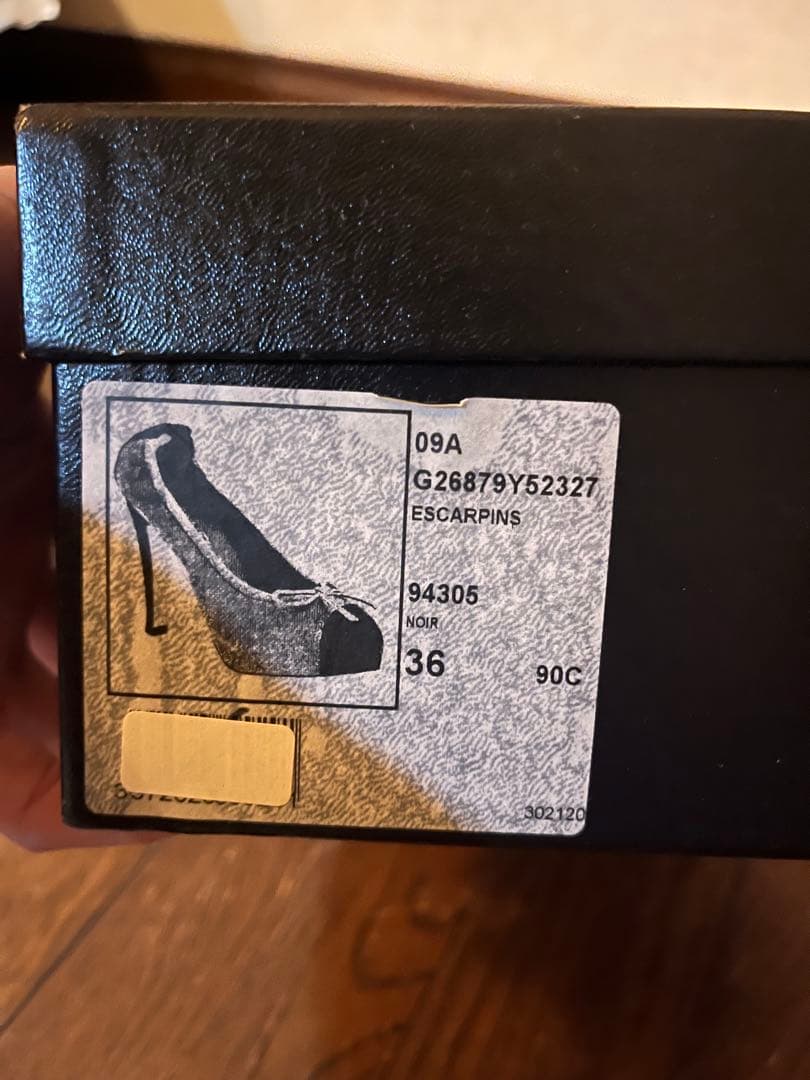 09A
G26879Y52327
ESCARPINS
94305
NOIR
36
90C
302120